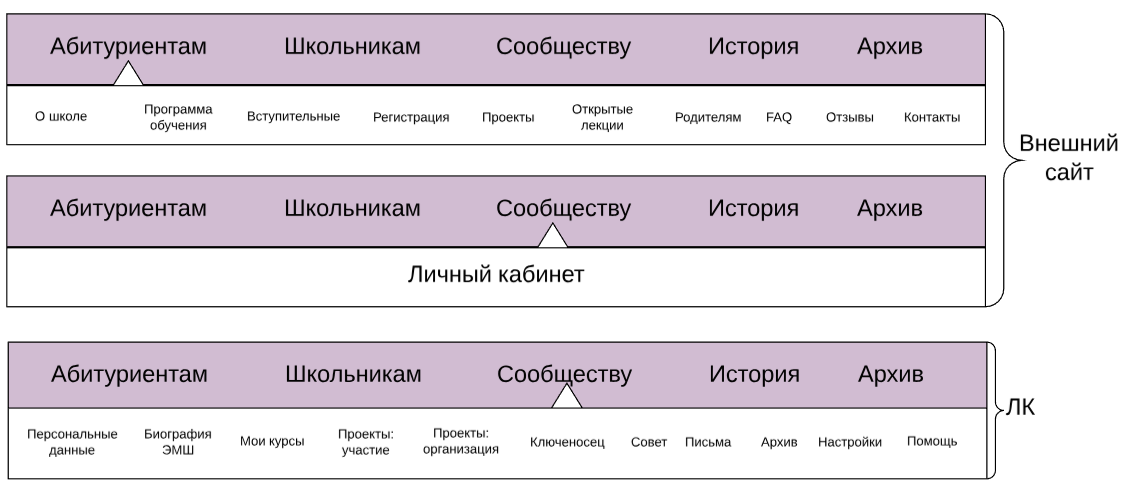 Абитуриентам Школьникам Сообществу История Архив
О школе Программа обучения Вступительные Регистрация Проекты Открытые лекции Родителям FAQ Отзывы Контакты
Внешний
сайт
Абитуриентам Школьникам Сообществу История Архив
Личный кабинет
Абитуриентам Школьникам Сообществу История Архив
ЛК
Персональные данные Биография ЭМШ Мои курсы Проекты: участие Проекты: организация Ключеносец Совет Письма Архив Настройки Помощь